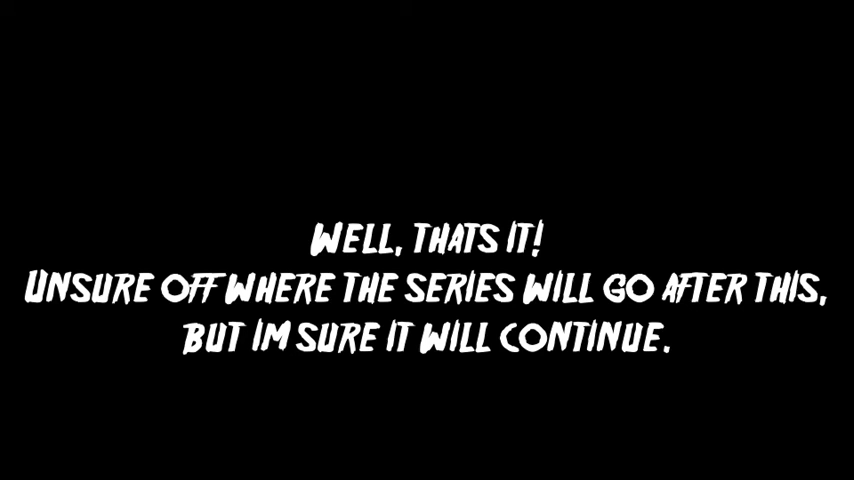 WELL, THATS IT!
UNSURE OFF WHERE THE SERIES WILL GO AFTER THIS,
BUT IM SURE IT WILL CONTINUE.